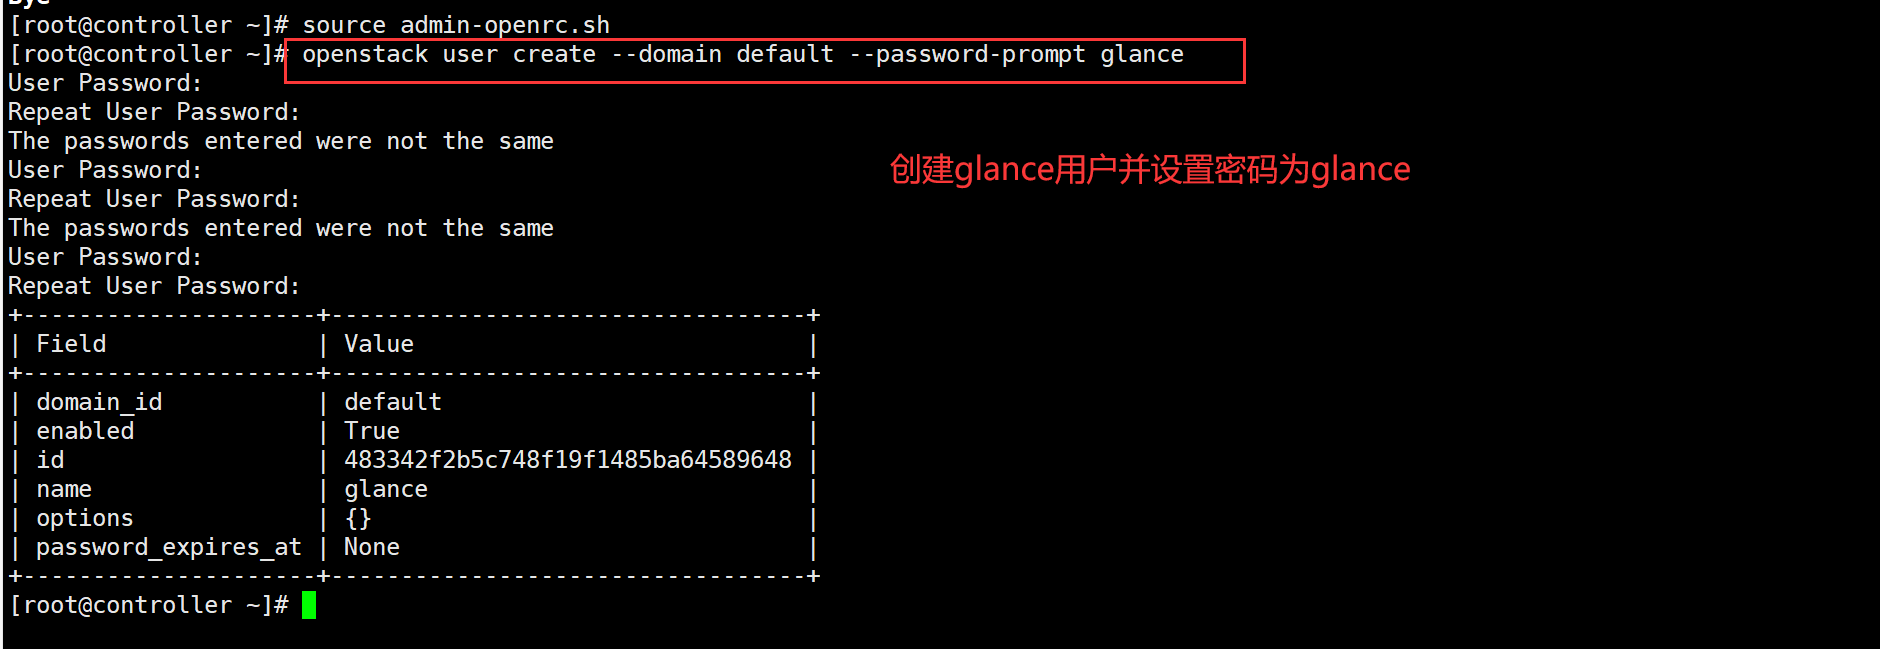 Bye
[root@controller ~]# source admin-openrc.sh
[root@controller ~]# openstack user create --domain default --password-prompt glance
User Password:
Repeat User Password:
The passwords entered were not the same
创建glance用户并设置密码为glance
User Password:
Repeat User Password:
The passwords entered were not the same
User Password:
Repeat User Password:
+---------------------+----------------------------------+
| Field               | Value                            |
+---------------------+----------------------------------+
| domain_id           | default                          |
| enabled             | True                             |
| id                  | 483342f2b5c748f19f1485ba64589648 |
| name                | glance                           |
| options             | {}                               |
| password_expires_at | None                             |
+---------------------+----------------------------------+
[root@controller ~]#